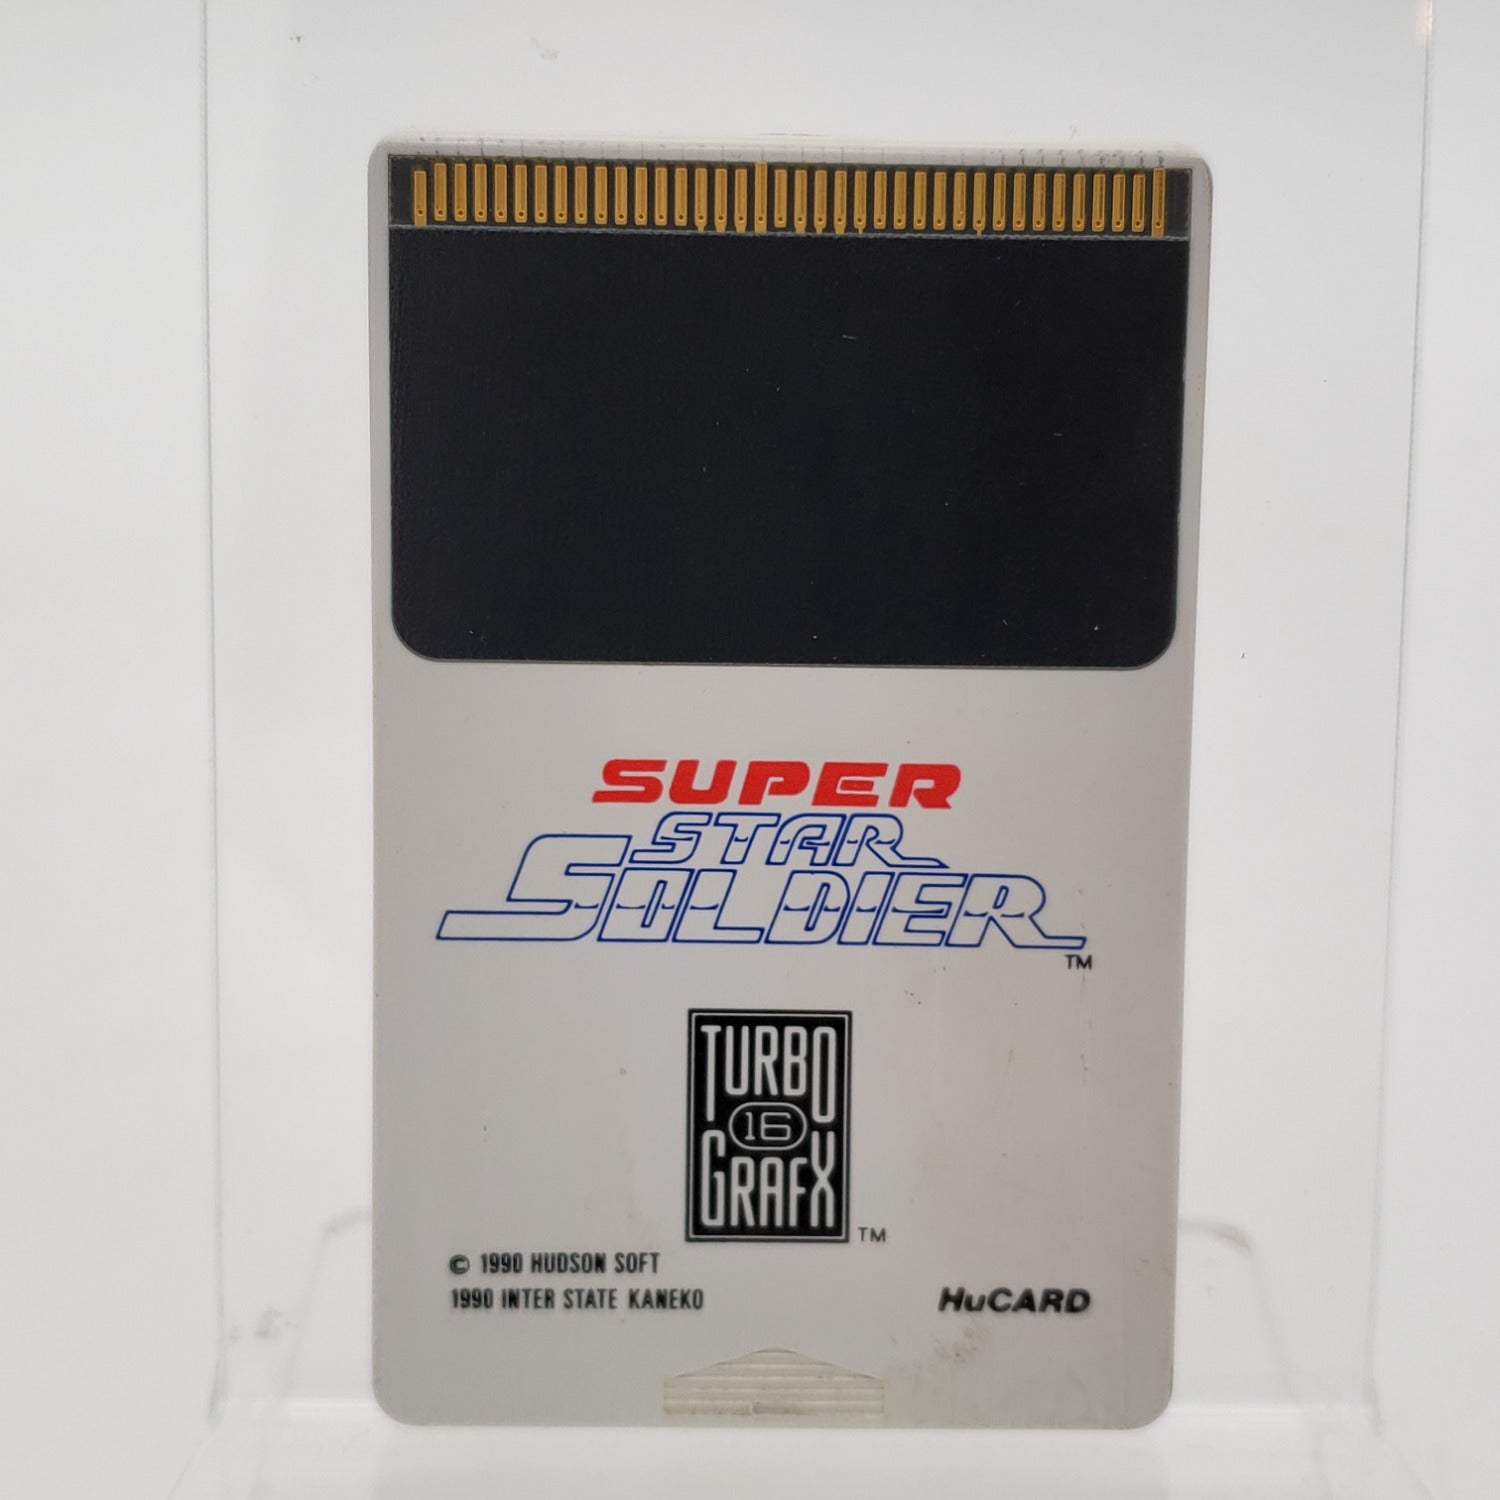 SUPER
STAR
SOLDIER
TM
TURBO
16
GRAFX
TM
© 1990 HUDSON SOFT
1990 INTER STATE KANEKO
HuCARD